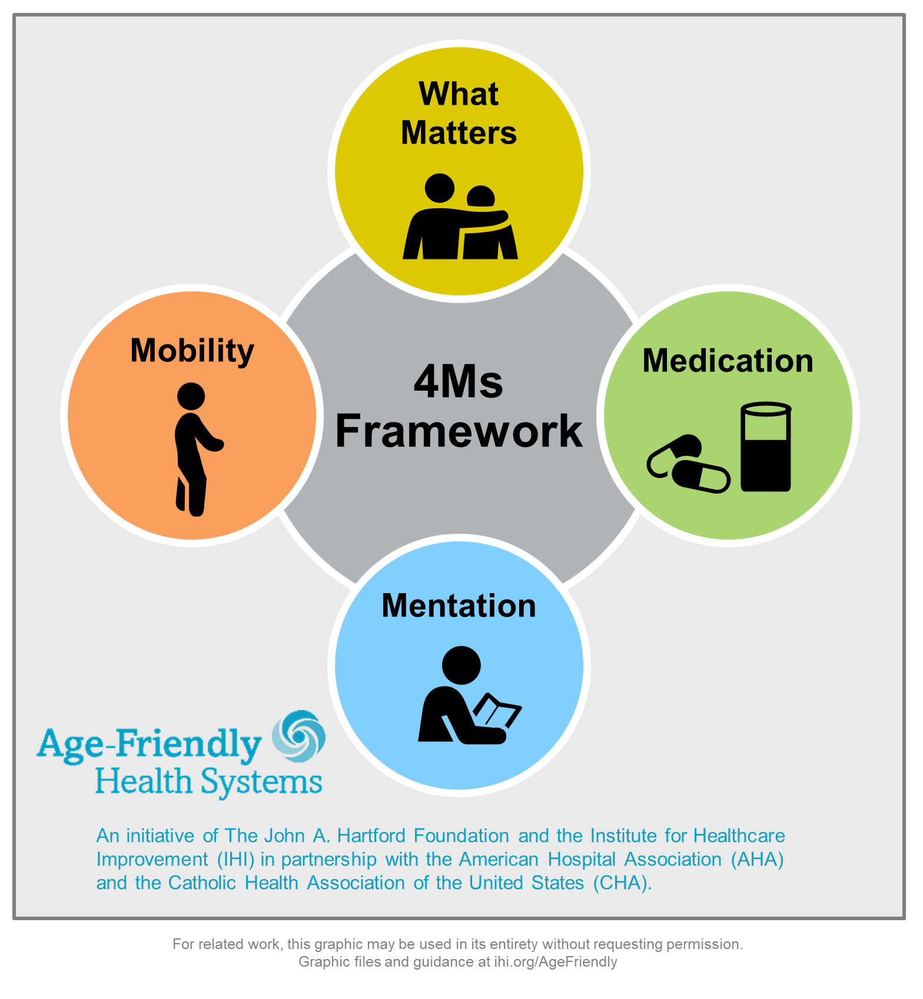 What
Matters
Mobility
Medication
4Ms
Framework
Mentation
Age-Friendly
Health Systems
An initiative of The John A. Hartford Foundation and the Institute for Healthcare
Improvement (IHI) in partnership with the American Hospital Association (AHA)
and the Catholic Health Association of the United States (CHA).
For related work, this graphic may be used in its entirety without requesting permission.
Graphic files and guidance at ihi.org/AgeFriendly